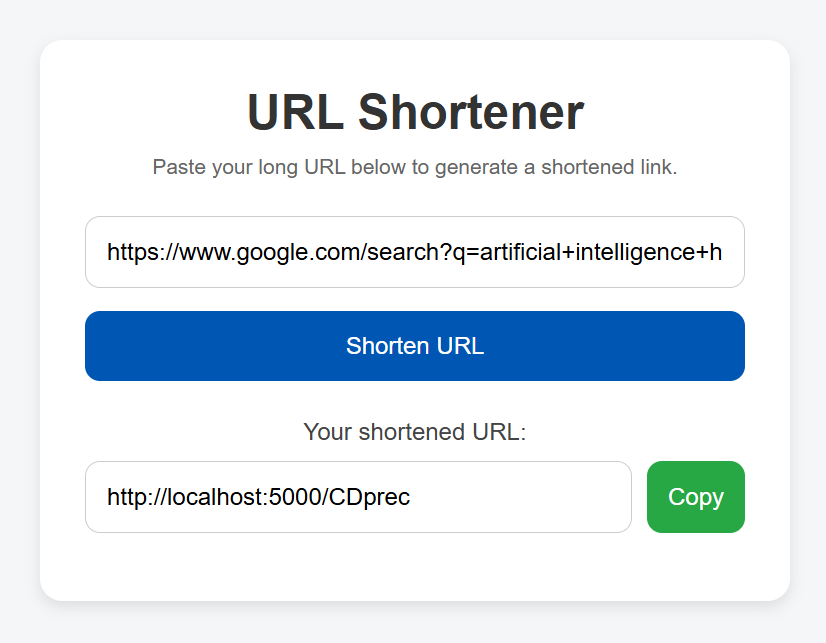 URL Shortener
Paste your long URL below to generate a shortened link.
https://www.google.com/search?q=artificial+intelligence+h
Shorten URL
Your shortened URL:
http://localhost:5000/CDprec
Copy